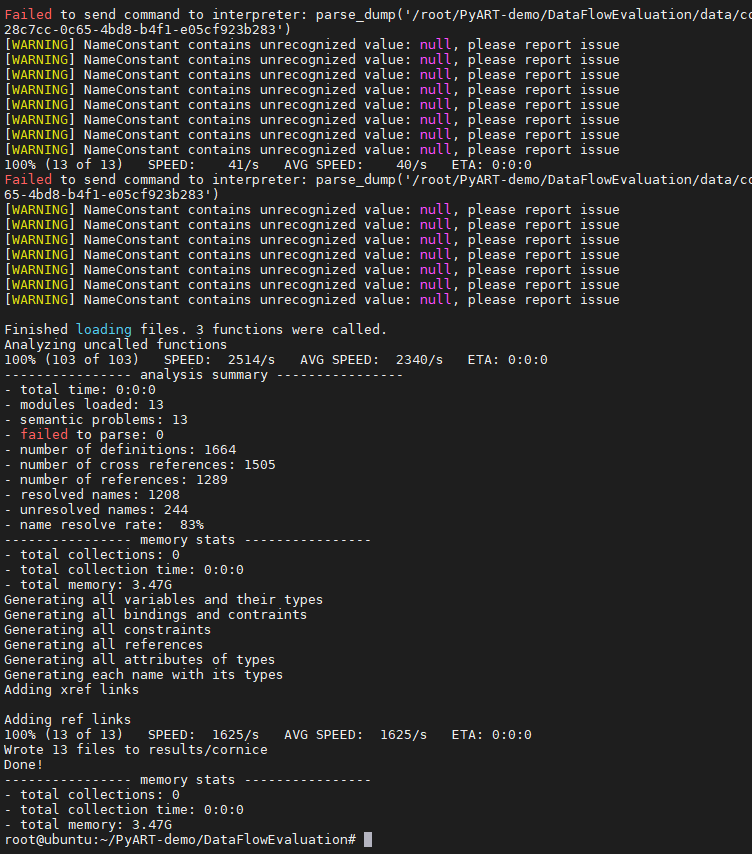 Failed to send command to interpreter: parse_dump('/root/PyART-demo/DataFlowEvaluation/data/co
28c7cc-0c65-4bd8-b4f1-e05cf923b283')
[WARNING] NameConstant contains unrecognized value: null, please report issue
[WARNING] NameConstant contains unrecognized value: null, please report issue
[WARNING] NameConstant contains unrecognized value: null, please report issue
[WARNING] NameConstant contains unrecognized value: null, please report issue
[WARNING] NameConstant contains unrecognized value: null, please report issue
[WARNING] NameConstant contains unrecognized value: null, please report issue
[WARNING] NameConstant contains unrecognized value: null, please report issue
[WARNING] NameConstant contains unrecognized value: null, please report issue
100% (13 of 13)   SPEED:    41/s   AVG SPEED:    40/s   ETA: 0:0:0
Failed to send command to interpreter: parse_dump('/root/PyART-demo/DataFlowEvaluation/data/co
65-4bd8-b4f1-e05cf923b283')
[WARNING] NameConstant contains unrecognized value: null, please report issue
[WARNING] NameConstant contains unrecognized value: null, please report issue
[WARNING] NameConstant contains unrecognized value: null, please report issue
[WARNING] NameConstant contains unrecognized value: null, please report issue
[WARNING] NameConstant contains unrecognized value: null, please report issue
[WARNING] NameConstant contains unrecognized value: null, please report issue
[WARNING] NameConstant contains unrecognized value: null, please report issue
Finished loading files. 3 functions were called.
Analyzing uncalled functions
100% (103 of 103)   SPEED:  2514/s   AVG SPEED:  2340/s   ETA: 0:0:0
---------------- analysis summary ----------------
- total time: 0:0:0
- modules loaded: 13
- semantic problems: 13
- failed to parse: 0
- number of definitions: 1664
- number of cross references: 1505
- number of references: 1289
- resolved names: 1208
- unresolved names: 244
- name resolve rate:  83%
---------------- memory stats ----------------
- total collections: 0
- total collection time: 0:0:0
- total memory: 3.47G
Generating all variables and their types
Generating all bindings and contraints
Generating all constraints
Generating all references
Generating all attributes of types
Generating each name with its types
Adding xref links
Adding ref links
100% (13 of 13)   SPEED:  1625/s   AVG SPEED:  1625/s   ETA: 0:0:0
Wrote 13 files to results/cornice
Done!
---------------- memory stats ----------------
- total collections: 0
- total collection time: 0:0:0
- total memory: 3.47G
root@ubuntu:~/PyART-demo/DataFlowEvaluation#